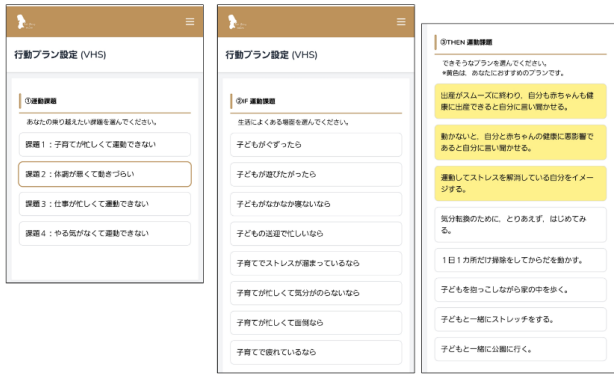 行動プラン設定 (VHS)
①運動課題
あなたの乗り越えたい課題を選んでください。
課題１：子育てが忙しくて運動できない
課題２：体調が悪くて動きづらい
課題３：仕事が忙しくて運動できない
課題４：やる気がなくて運動できない
行動プラン設定 (VHS)
②IF 運動課題
生活によくある場面を選んでください。
子どもがぐずったら
子どもが遊びたがったら
子どもがなかなか寝ないなら
子どもの送迎で忙しいなら
子育てでストレスが溜まっているなら
子育てが忙しくて気分がのらないなら
子育てが忙しくて面倒なら
子育てで疲れているなら
③THEN 運動課題
できそうなプランを選んでください。
*黄色は、あなたにおすすめのプランです。
出産がスムーズに終わり、自分も赤ちゃんも健
康に出産できると自分に言い聞かせる。
動かないと、自分と赤ちゃんの健康に悪影響で
あると自分に言い聞かせる。
運動してストレスを解消している自分をイメー
ジする。
気分転換のために、とりあえず、はじめてみ
る。
１日１カ所だけ掃除をしてからだを動かす。
子どもを抱っこしながら家の中を歩く。
子どもと一緒にストレッチをする。
子どもと一緒に公園に行く。